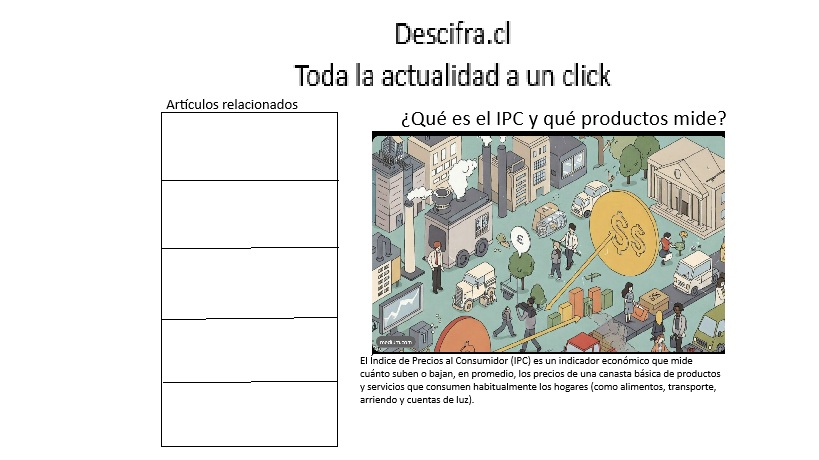 Descifra.cl
Toda la actualidad a un click
Artículos relacionados
¿Qué es el IPC y qué productos mide?
$ $
€
medium.com
El Índice de Precios al Consumidor (IPC) es un indicador económico que mide
cuánto suben o bajan, en promedio, los precios de una canasta básica de productos
y servicios que consumen habitualmente los hogares (como alimentos, transporte,
arriendo y cuentas de luz).